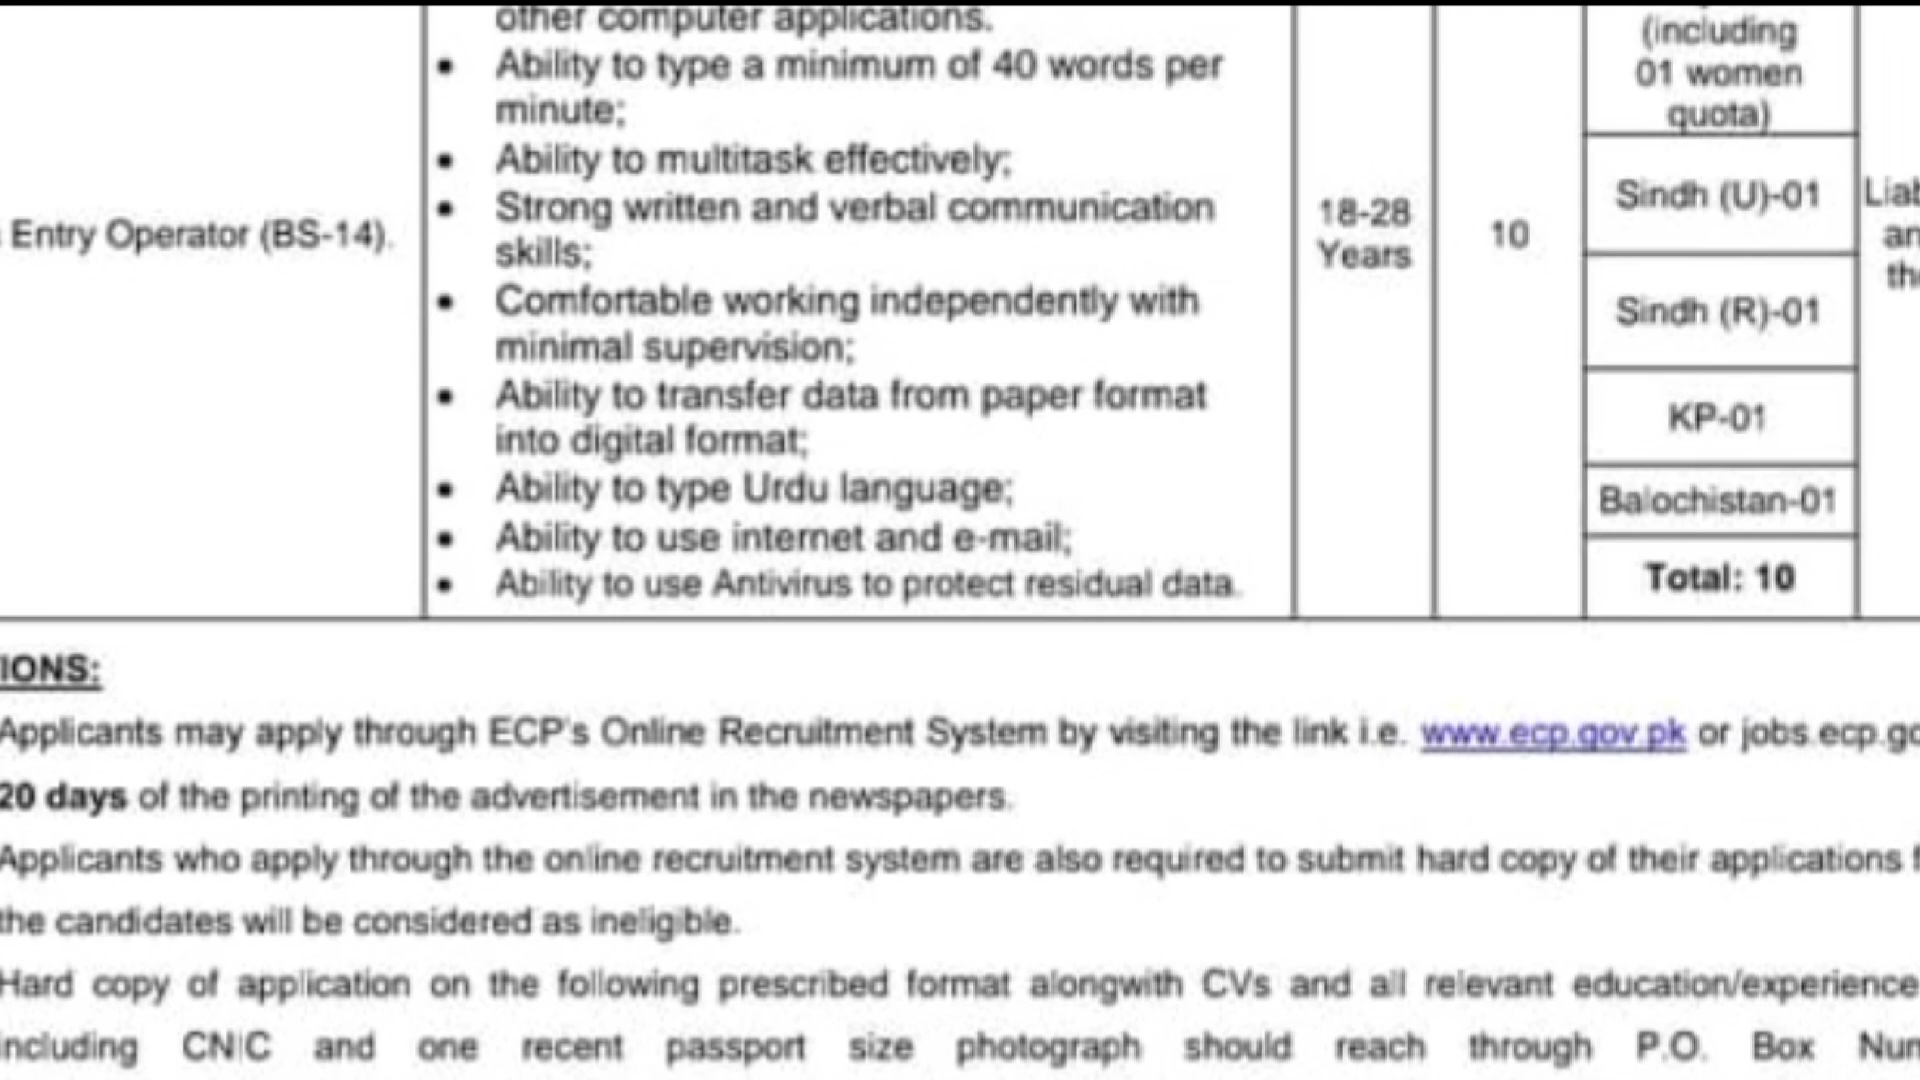 other computer applications.
• Ability to type a minimum of 40 words per
minute;
• Ability to multitask effectively;
• Strong written and verbal communication
skills;
• Comfortable working independently with
minimal supervision;
• Ability to transfer data from paper format
into digital format;
• Ability to type Urdu language;
• Ability to use internet and e-mail;
• Ability to use Antivirus to protect residual data.
Entry Operator (BS-14).
18-28
Years
10
(including
01 women
quota)
Sindh (U)-01
Sindh (R)-01
KP-01
Balochistan-01
Total: 10
Liab
an
the
IONS:
Applicants may apply through ECP's Online Recruitment System by visiting the link i.e. www.ecp.gov.pk or jobs.ecp.go
20 days of the printing of the advertisement in the newspapers.
Applicants who apply through the online recruitment system are also required to submit hard copy of their applications f
the candidates will be considered as ineligible.
Hard copy of application on the following prescribed format alongwith CVs and all relevant education/experience
including CNIC and one recent passport size photograph should reach through P.O. Box Num